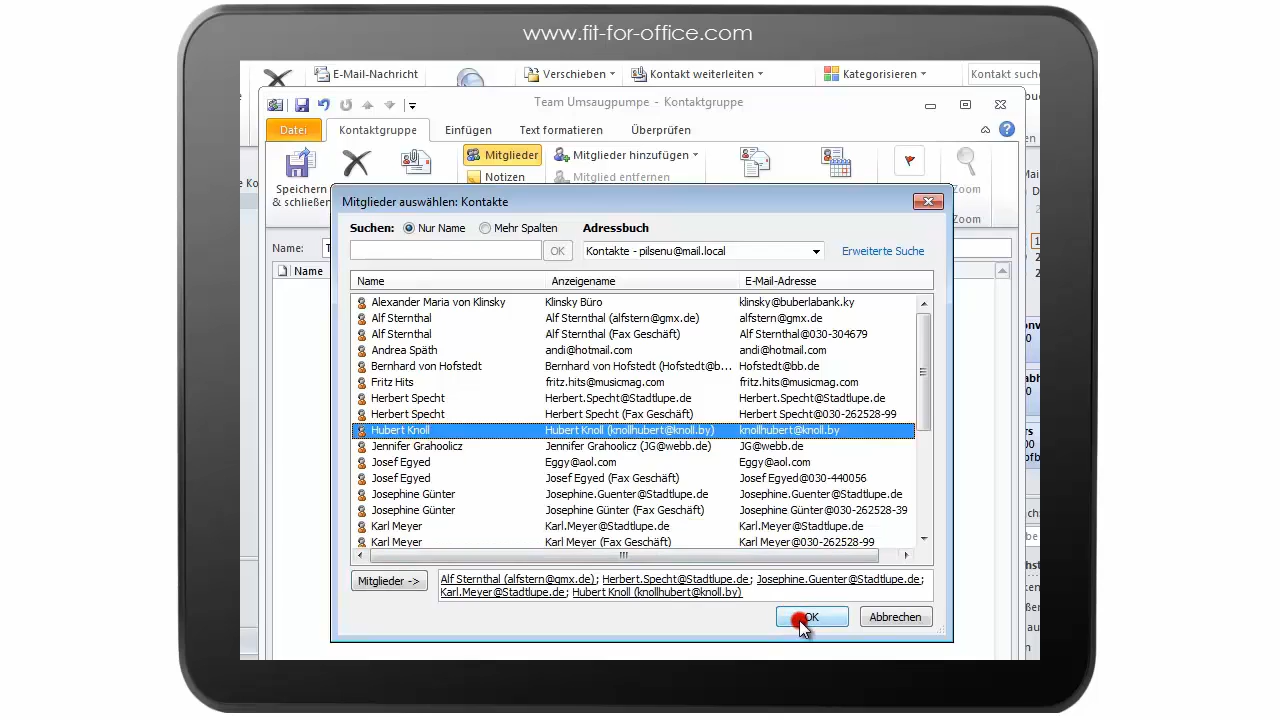 www.fit-for-office.com
E-Mail-Nachricht
Verschieben
Kontakt weiterleiten
Kategorisieren
Kontakt suche
Team Umsaugpumpe - Kontaktgruppe
Datei
Kontaktgruppe
Einfügen
Text formatieren
Überprüfen
Mitglieder
Mitglieder hinzufügen
Notizen
Mitglied entfernen
Speichern
& schließen
Zoom
Zoom
Name:
Name
Mitglieder auswählen: Kontakte
Suchen: Nur Name Mehr Spalten Adressbuch
OK Kontakte - pilsenu@mail.local Erweiterte Suche
Name Anzeigename E-Mail-Adresse
Alexander Maria von Klinsky Klinsky Büro klinsky@buberlabank.ky
Alf Sternthal Alf Sternthal (alfstern@gmx.de) alfstern@gmx.de
Alf Sternthal Alf Sternthal (Fax Geschäft) Alf Sternthal@030-304679
Andrea Späth andi@hotmail.com andi@hotmail.com
Bernhard von Hofstedt Bernhard von Hofstedt (Hofstedt@b... Hofstedt@bb.de
Fritz Hits fritz.hits@musicmag.com fritz.hits@musicmag.com
Herbert Specht Herbert.Specht@Stadtlupe.de Herbert.Specht@Stadtlupe.de
Herbert Specht Herbert Specht (Fax Geschäft) Herbert Specht@030-262528-99
Hubert Knoll Hubert Knoll (knollhubert@knoll.by) knollhubert@knoll.by
Jennifer Grahoolicz Jennifer Grahoolicz (JG@webb.de) JG@webb.de
Josef Egyed Eggy@aol.com Eggy@aol.com
Josef Egyed Josef Egyed (Fax Geschäft) Josef Egyed@030-440056
Josephine Günter Josephine.Guenter@Stadtlupe.de Josephine.Guenter@Stadtlupe.de
Josephine Günter Josephine Günter (Fax Geschäft) Josephine Günter@030-262528-39
Karl Meyer Karl.Meyer@Stadtlupe.de Karl.Meyer@Stadtlupe.de
Karl Meyer Karl Meyer (Fax Geschäft) Karl Meyer@030-262528-99
Mitglieder -> Alf Sternthal (alfstern@gmx.de); Herbert.Specht@Stadtlupe.de; Josephine.Guenter@Stadtlupe.de;
Karl.Meyer@Stadtlupe.de; Hubert Knoll (knollhubert@knoll.by)
OK Abbrechen